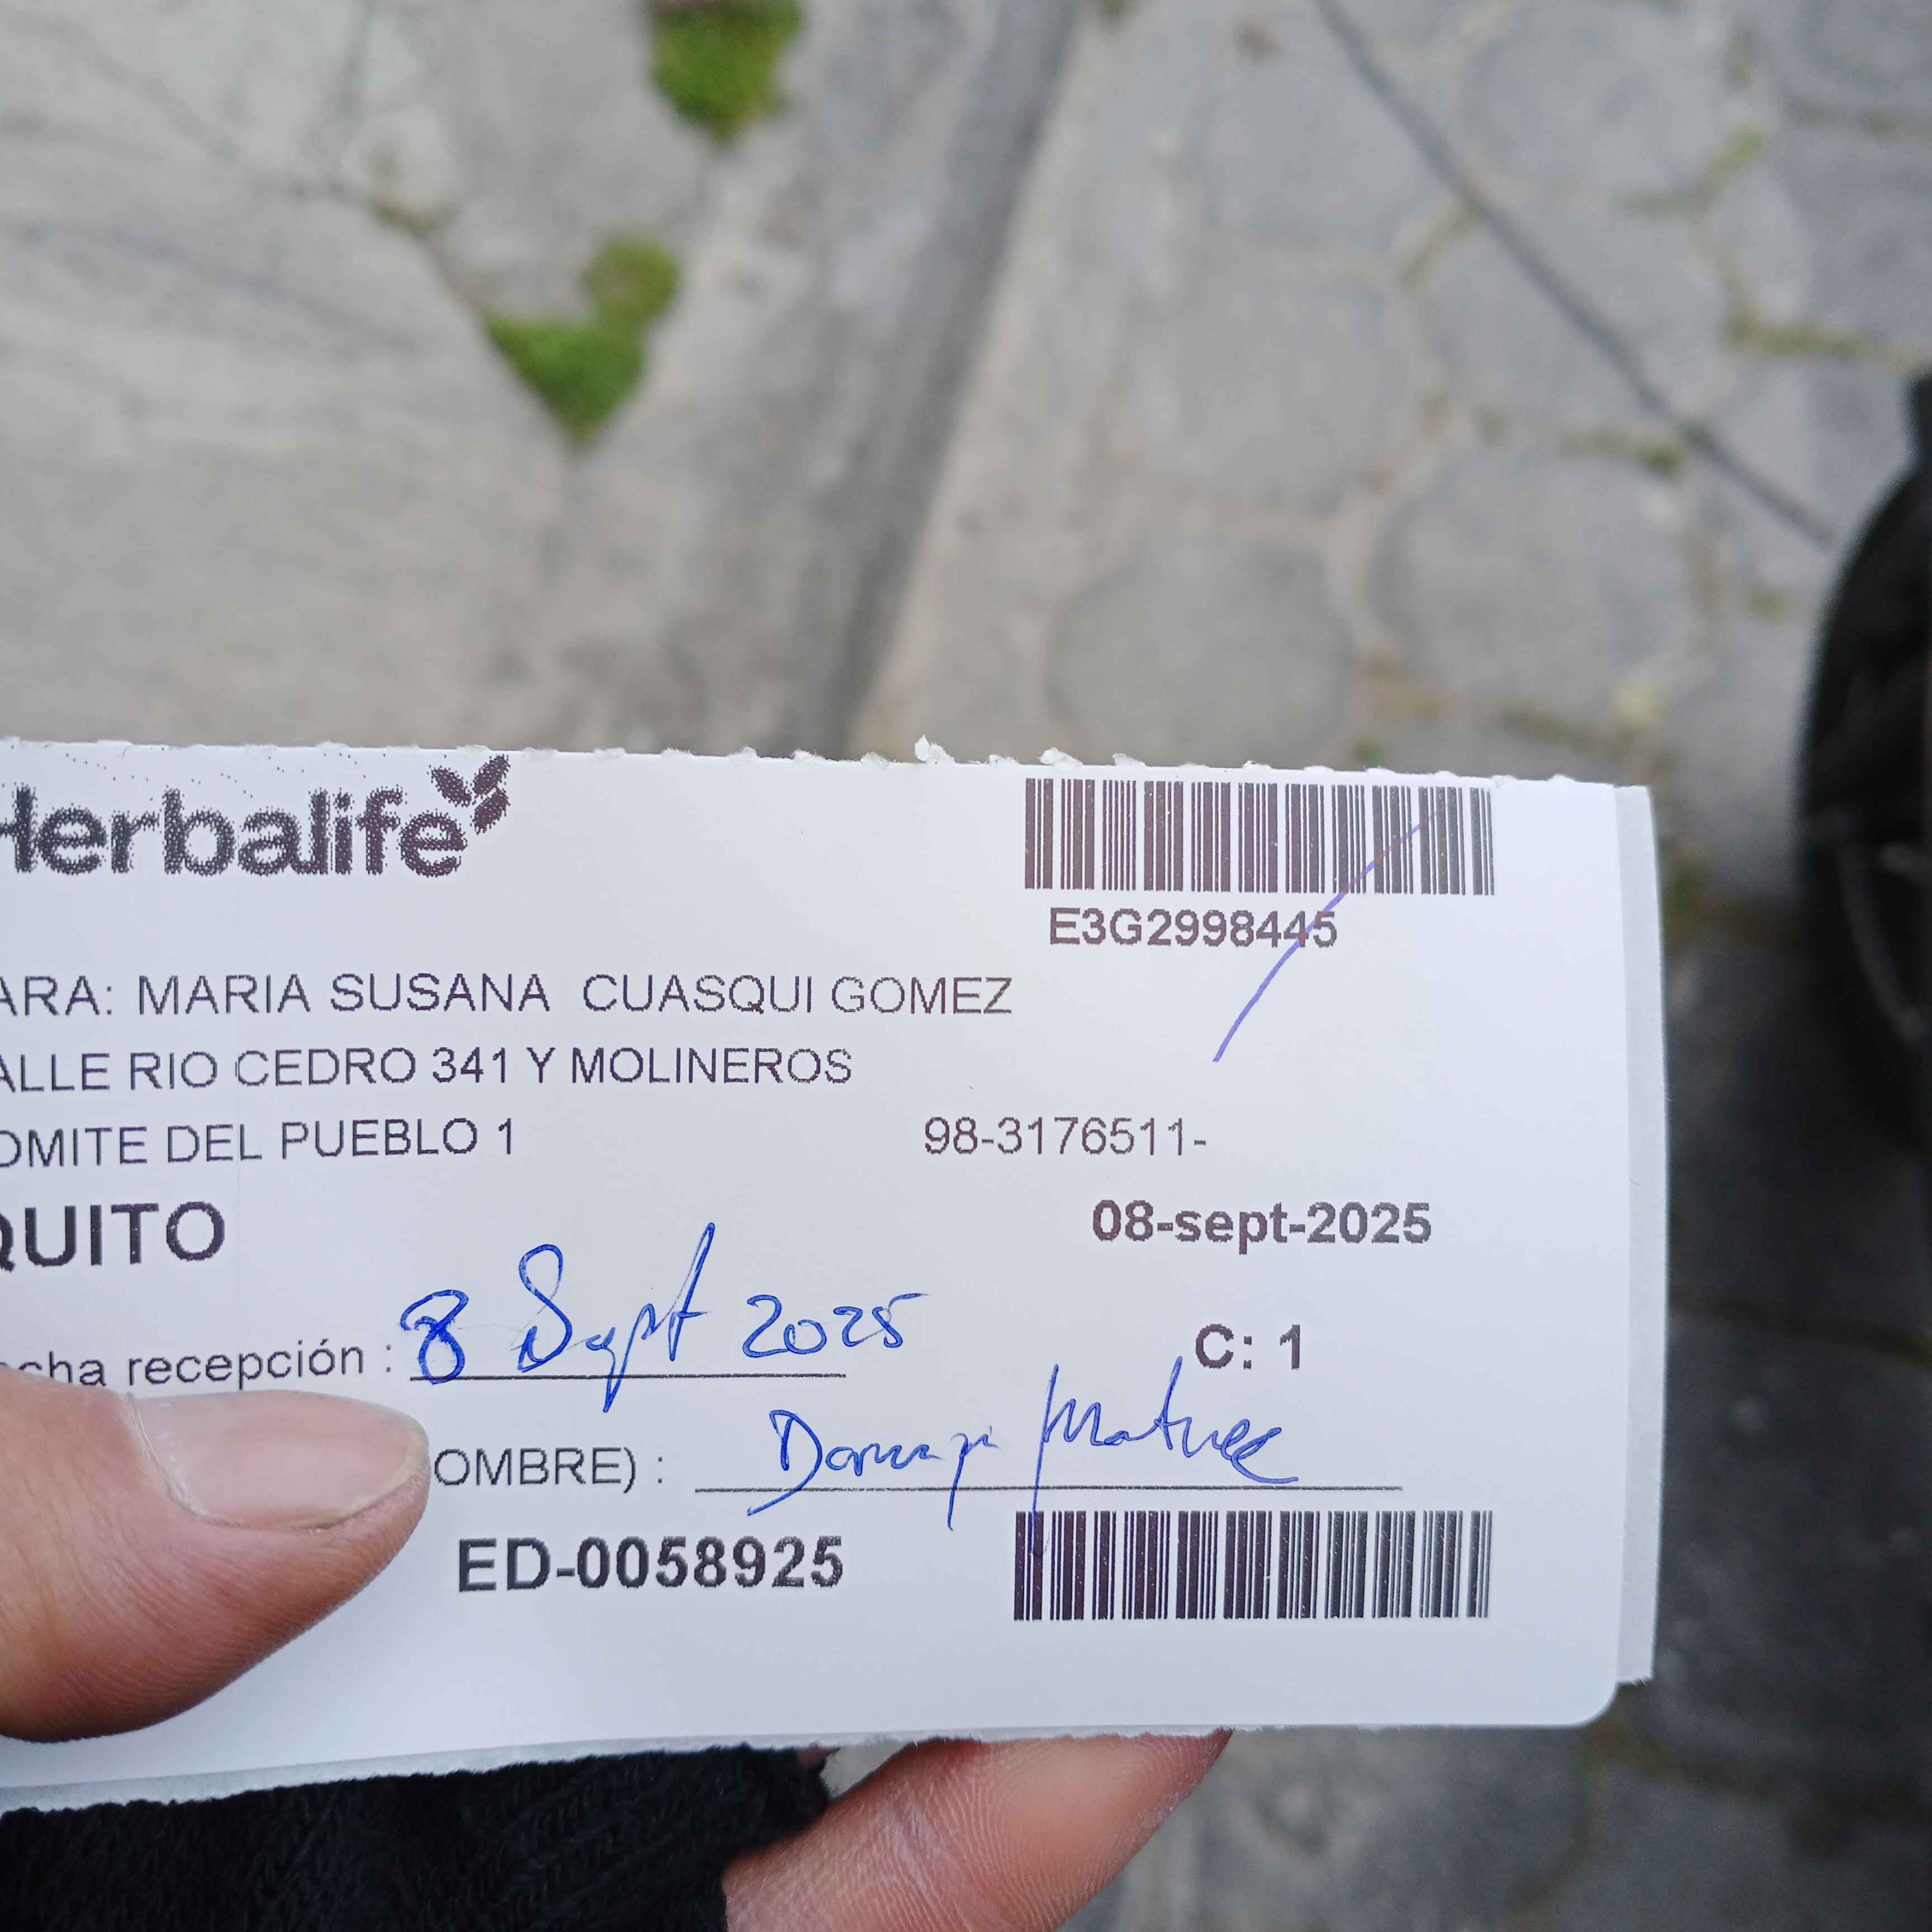 Herbalife
E3G2998445
ARA: MARIA SUSANA CUASQUI GOMEZ
ALLE RIO CEDRO 341 Y MOLINEROS
OMITE DEL PUEBLO 1 98-3176511-
QUITO 08-sept-2025
cha recepción : 8 Sept 2025
C: 1
OMBRE) :
ED-0058925